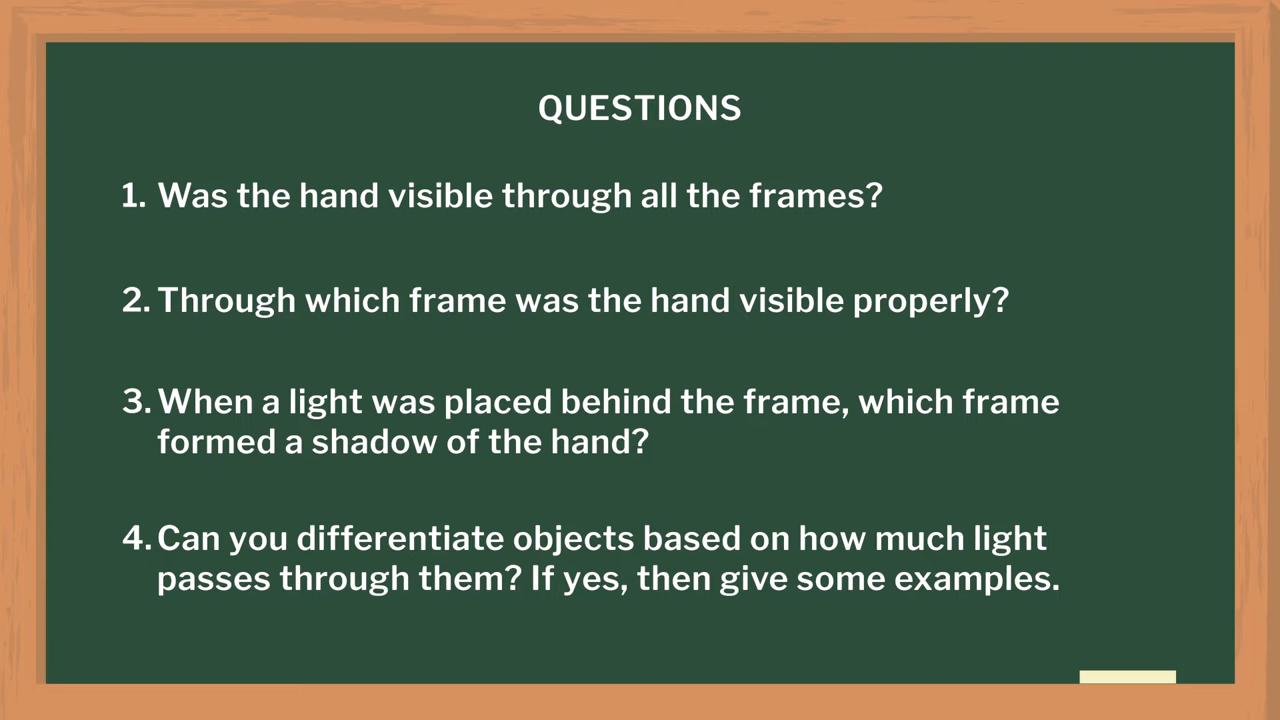 QUESTIONS
1. Was the hand visible through all the frames?
2. Through which frame was the hand visible properly?
3. When a light was placed behind the frame, which frame
formed a shadow of the hand?
4. Can you differentiate objects based on how much light
passes through them? If yes, then give some examples.